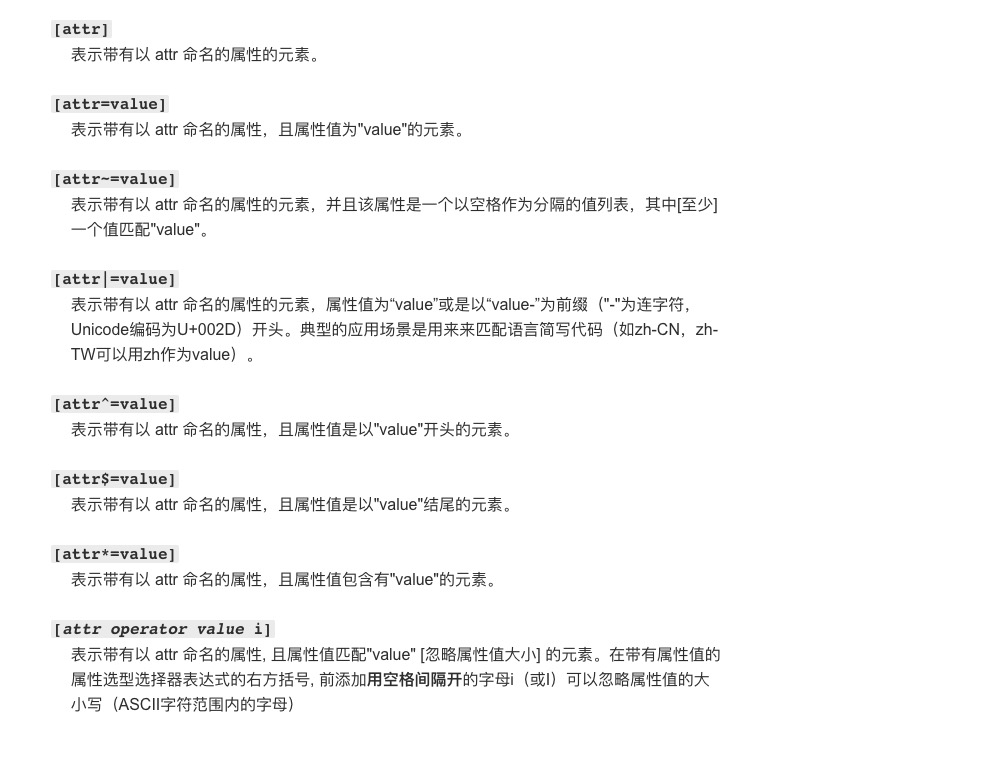 [attr]
表示带有以 attr 命名的属性的元素。
[attr=value]
表示带有以 attr 命名的属性，且属性值为"value"的元素。
[attr~=value]
表示带有以 attr 命名的属性的元素，并且该属性是一个以空格作为分隔的值列表，其中[至少]
一个值匹配"value"。
[attr|=value]
表示带有以 attr 命名的属性的元素，属性值为“value”或是以“value-”为前缀（"-"为连字符，
Unicode编码为U+002D）开头。典型的应用场景是用来来匹配语言简写代码（如zh-CN，zh-
TW可以用zh作为value）。
[attr^=value]
表示带有以 attr 命名的属性，且属性值是以"value"开头的元素。
[attr$=value]
表示带有以 attr 命名的属性，且属性值是以"value"结尾的元素。
[attr*=value]
表示带有以 attr 命名的属性，且属性值包含有"value"的元素。
[attr operator value i]
表示带有以 attr 命名的属性, 且属性值匹配"value" [忽略属性值大小] 的元素。在带有属性值的
属性选型选择器表达式的右方括号, 前添加用空格间隔开的字母i（或I）可以忽略属性值的大
小写（ASCII字符范围内的字母）